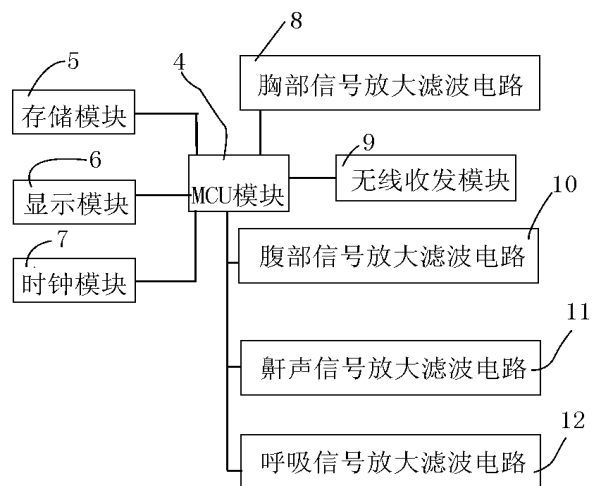 8
5
4
胸部信号放大滤波电路
存储模块
9
6
MCU模块
无线收发模块
显示模块
10
7
腹部信号放大滤波电路
时钟模块
11
鼾声信号放大滤波电路
12
呼吸信号放大滤波电路